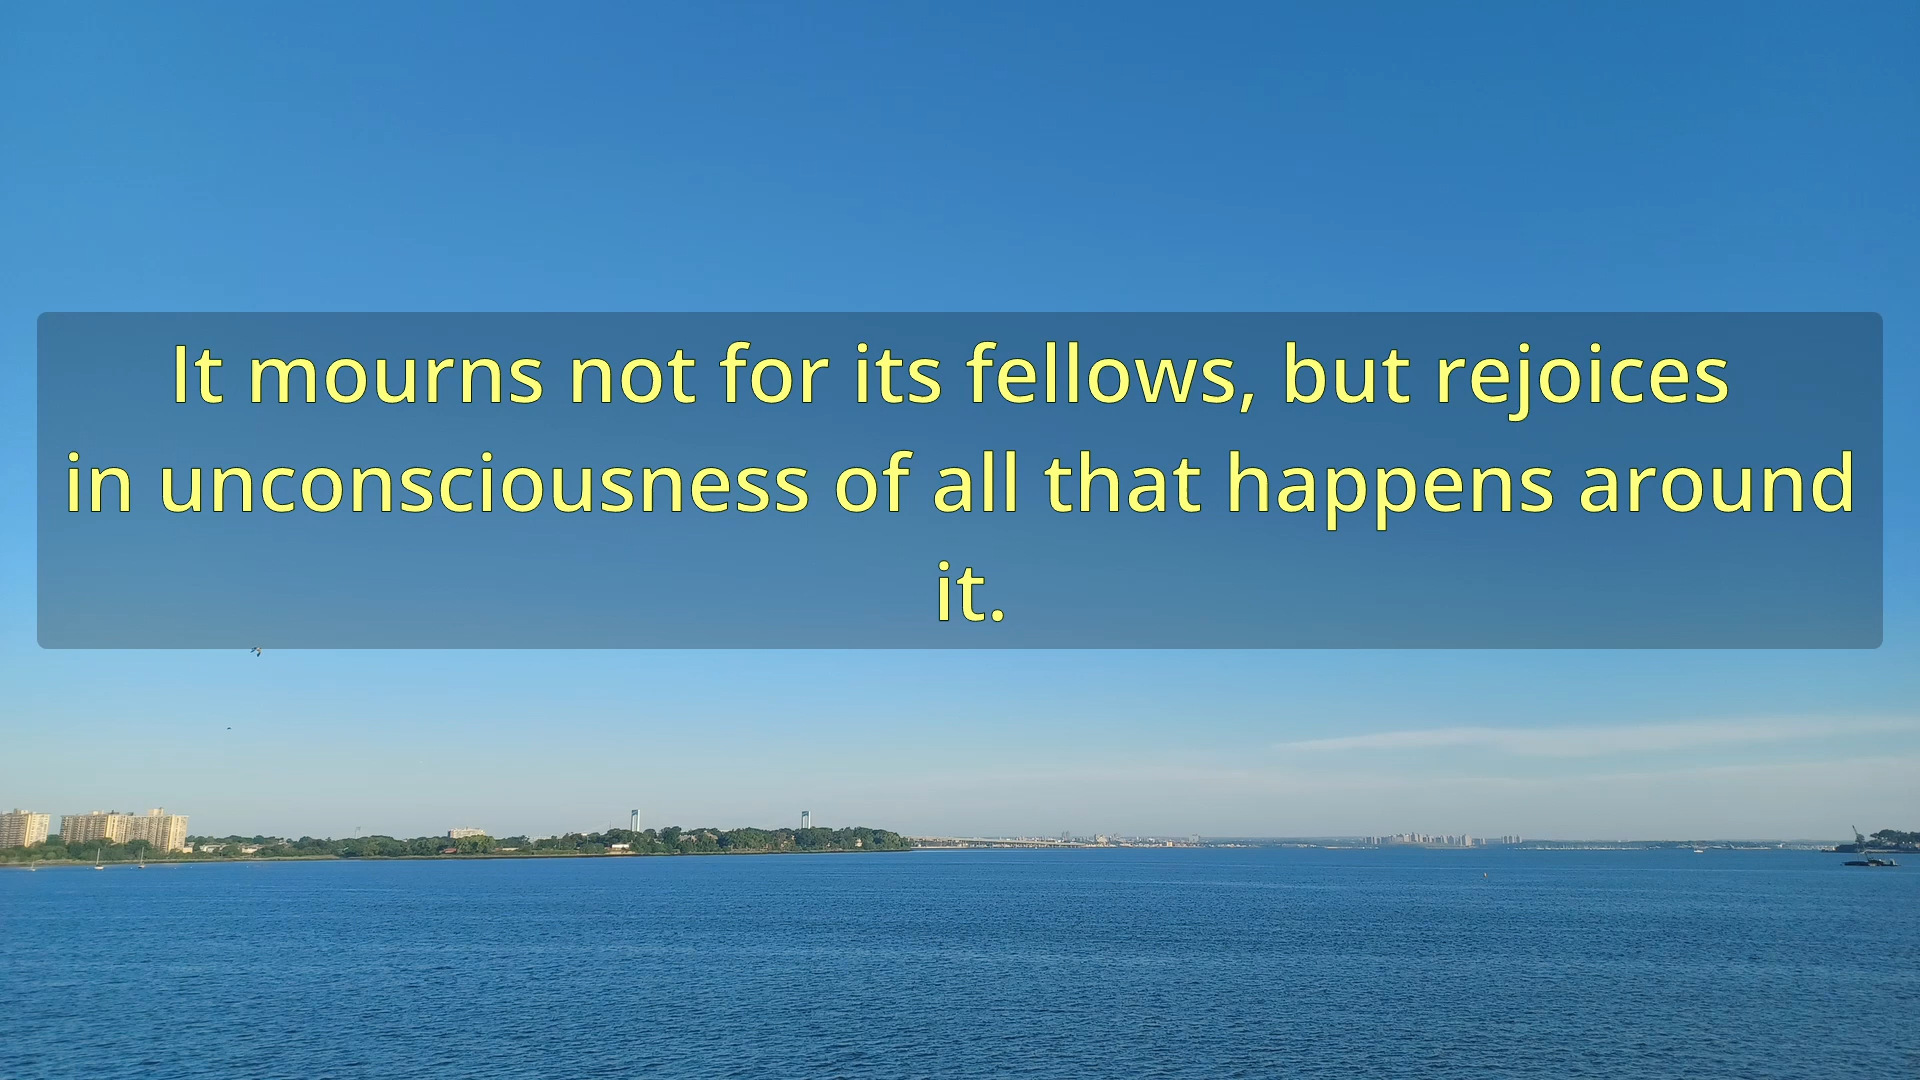 It mourns not for its fellows, but rejoices
in unconsciousness of all that happens around
it.